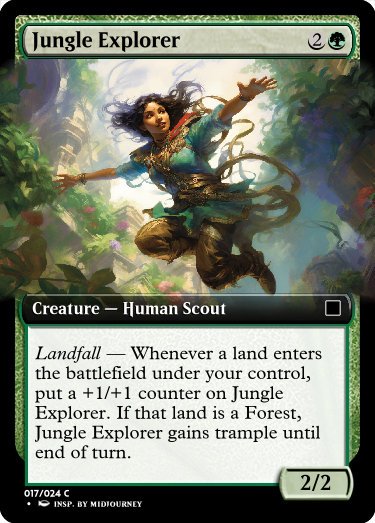 Jungle Explorer 2
Creature — Human Scout
Landfall — Whenever a land enters
the battlefield under your control,
put a +1/+1 counter on Jungle
Explorer. If that land is a Forest,
Jungle Explorer gains trample until
end of turn.
2/2
017/024 C
• INSP. BY MIDJOURNEY